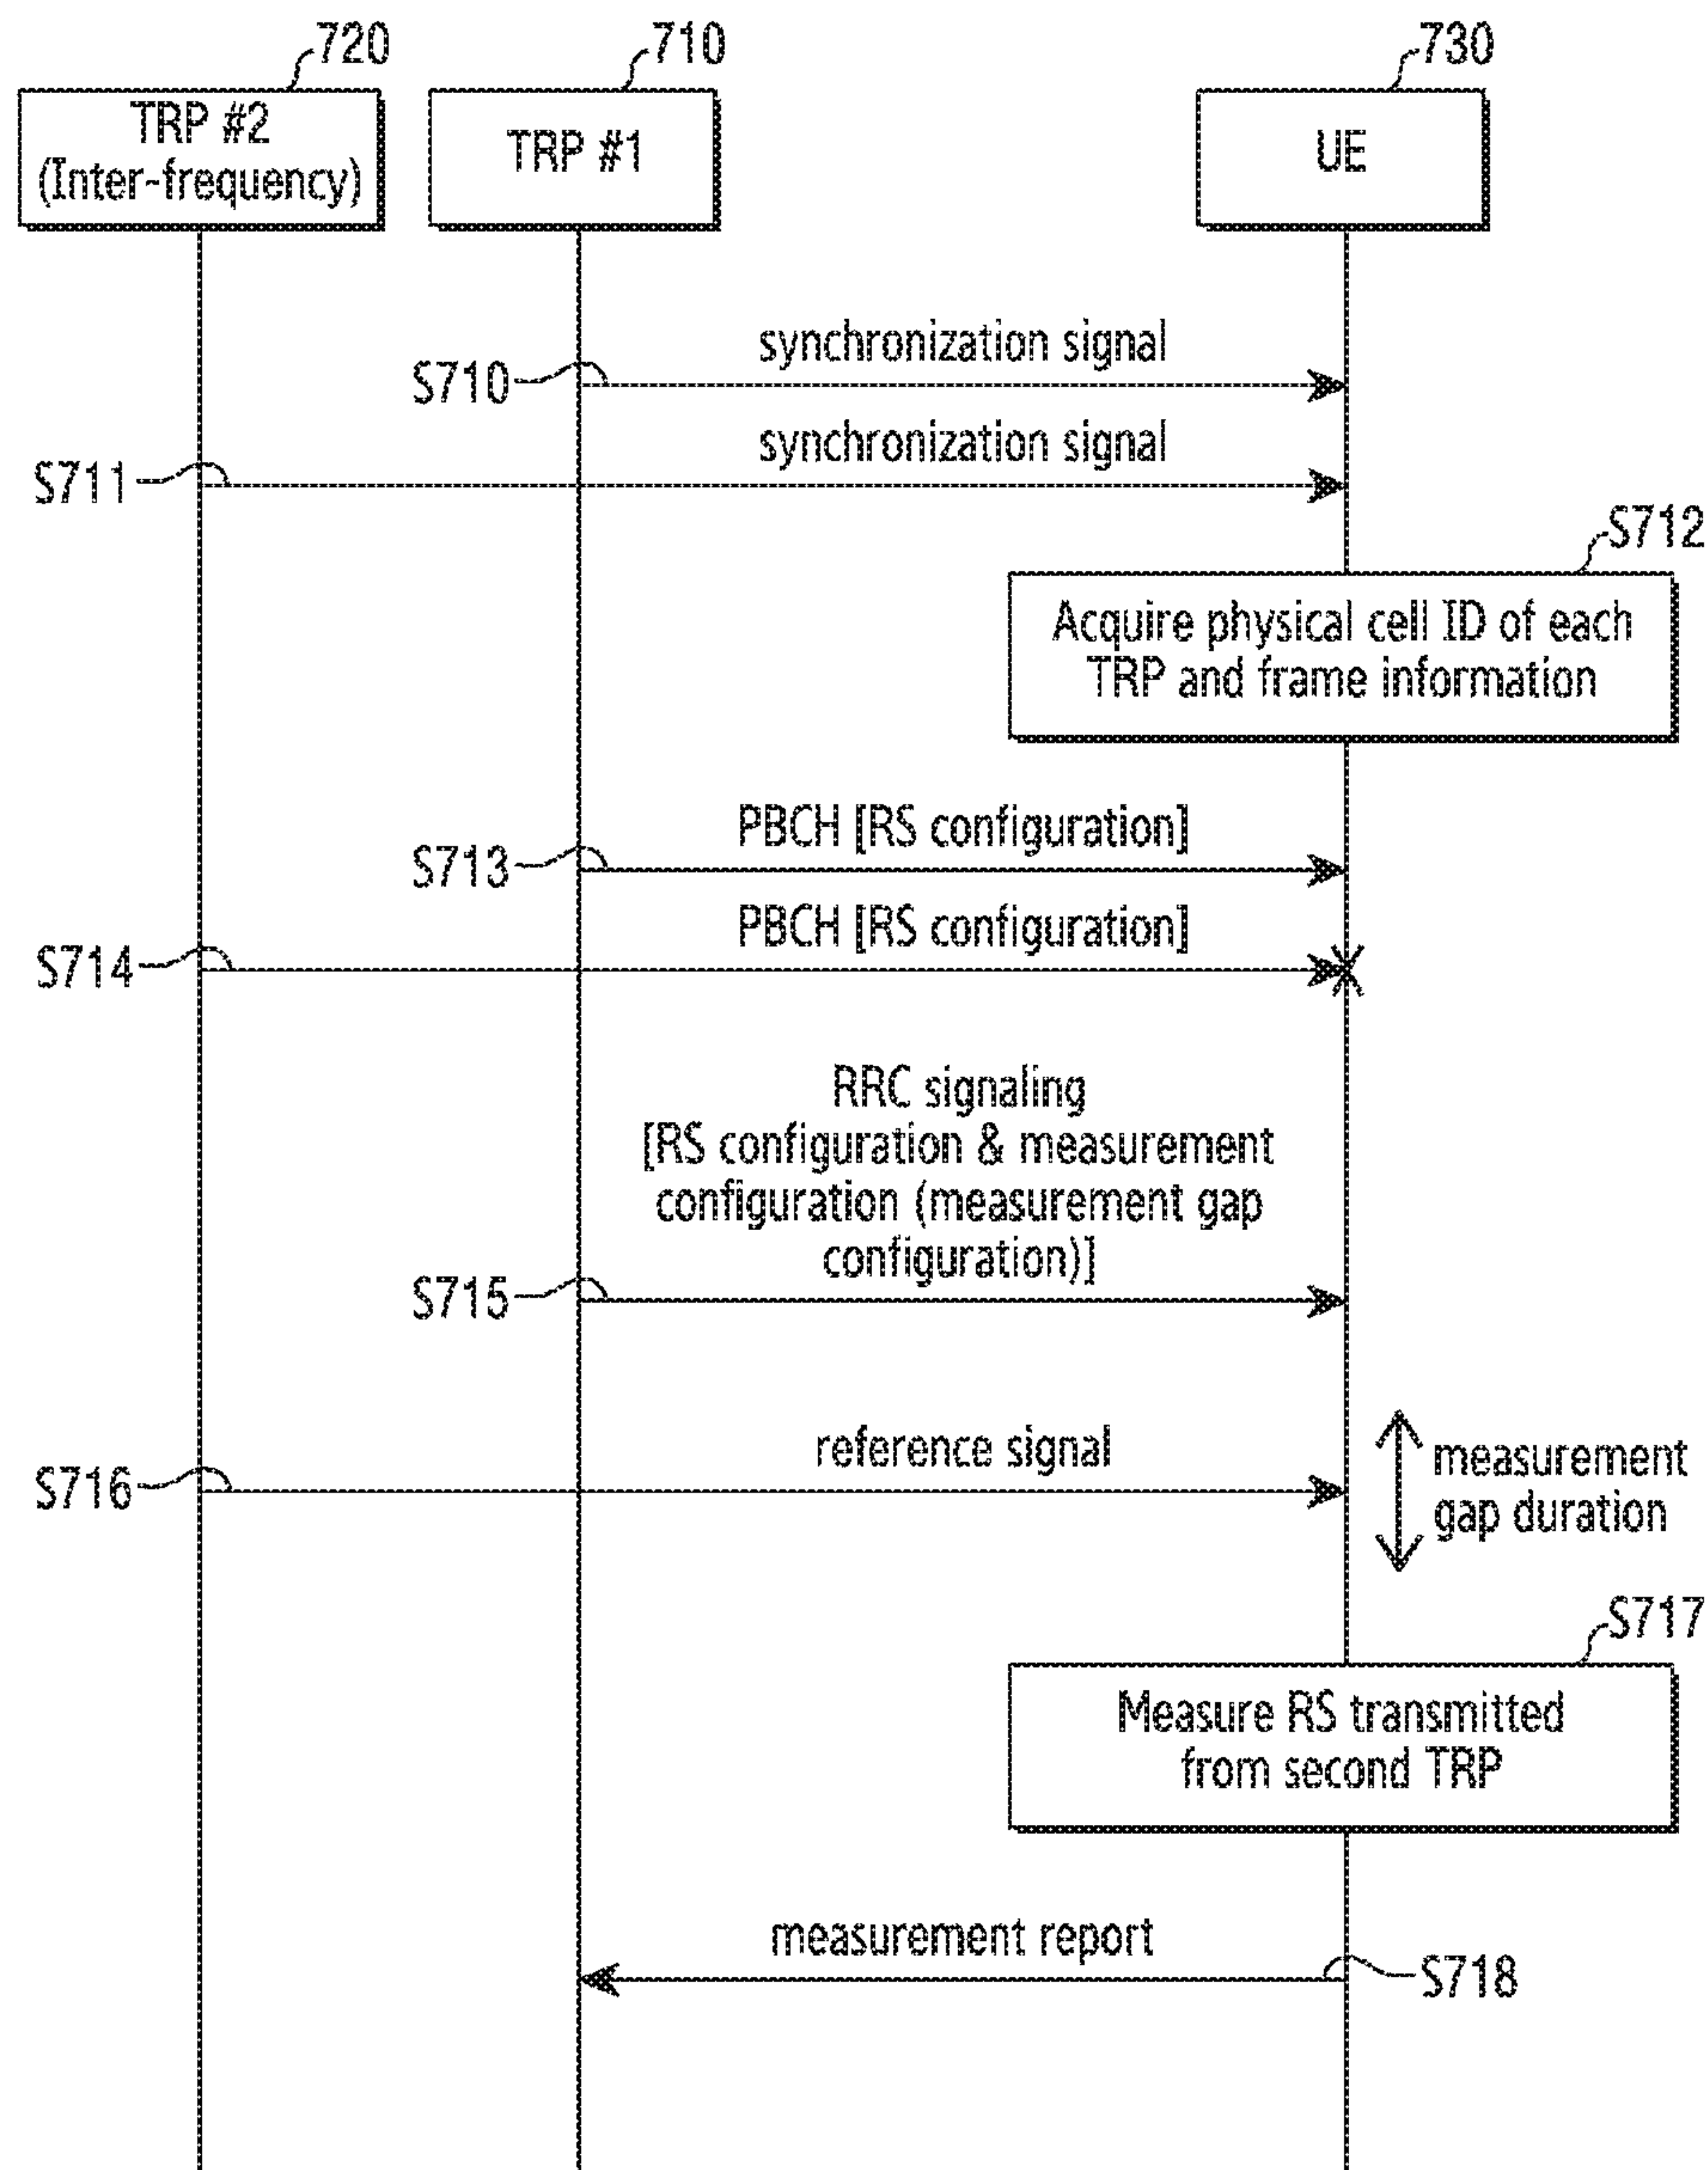 720
710
730
TRP #2
(Inter-frequency)
TRP #1
UE
synchronization signal
S710
synchronization signal
S711
S712
Acquire physical cell ID of each
TRP and frame information
PBCH [RS configuration]
S713
PBCH [RS configuration]
S714
RRC signaling
[RS configuration & measurement
configuration (measurement gap
configuration)]
S715
reference signal
S716
measurement
gap duration
S717
Measure RS transmitted
from second TRP
measurement report
S718